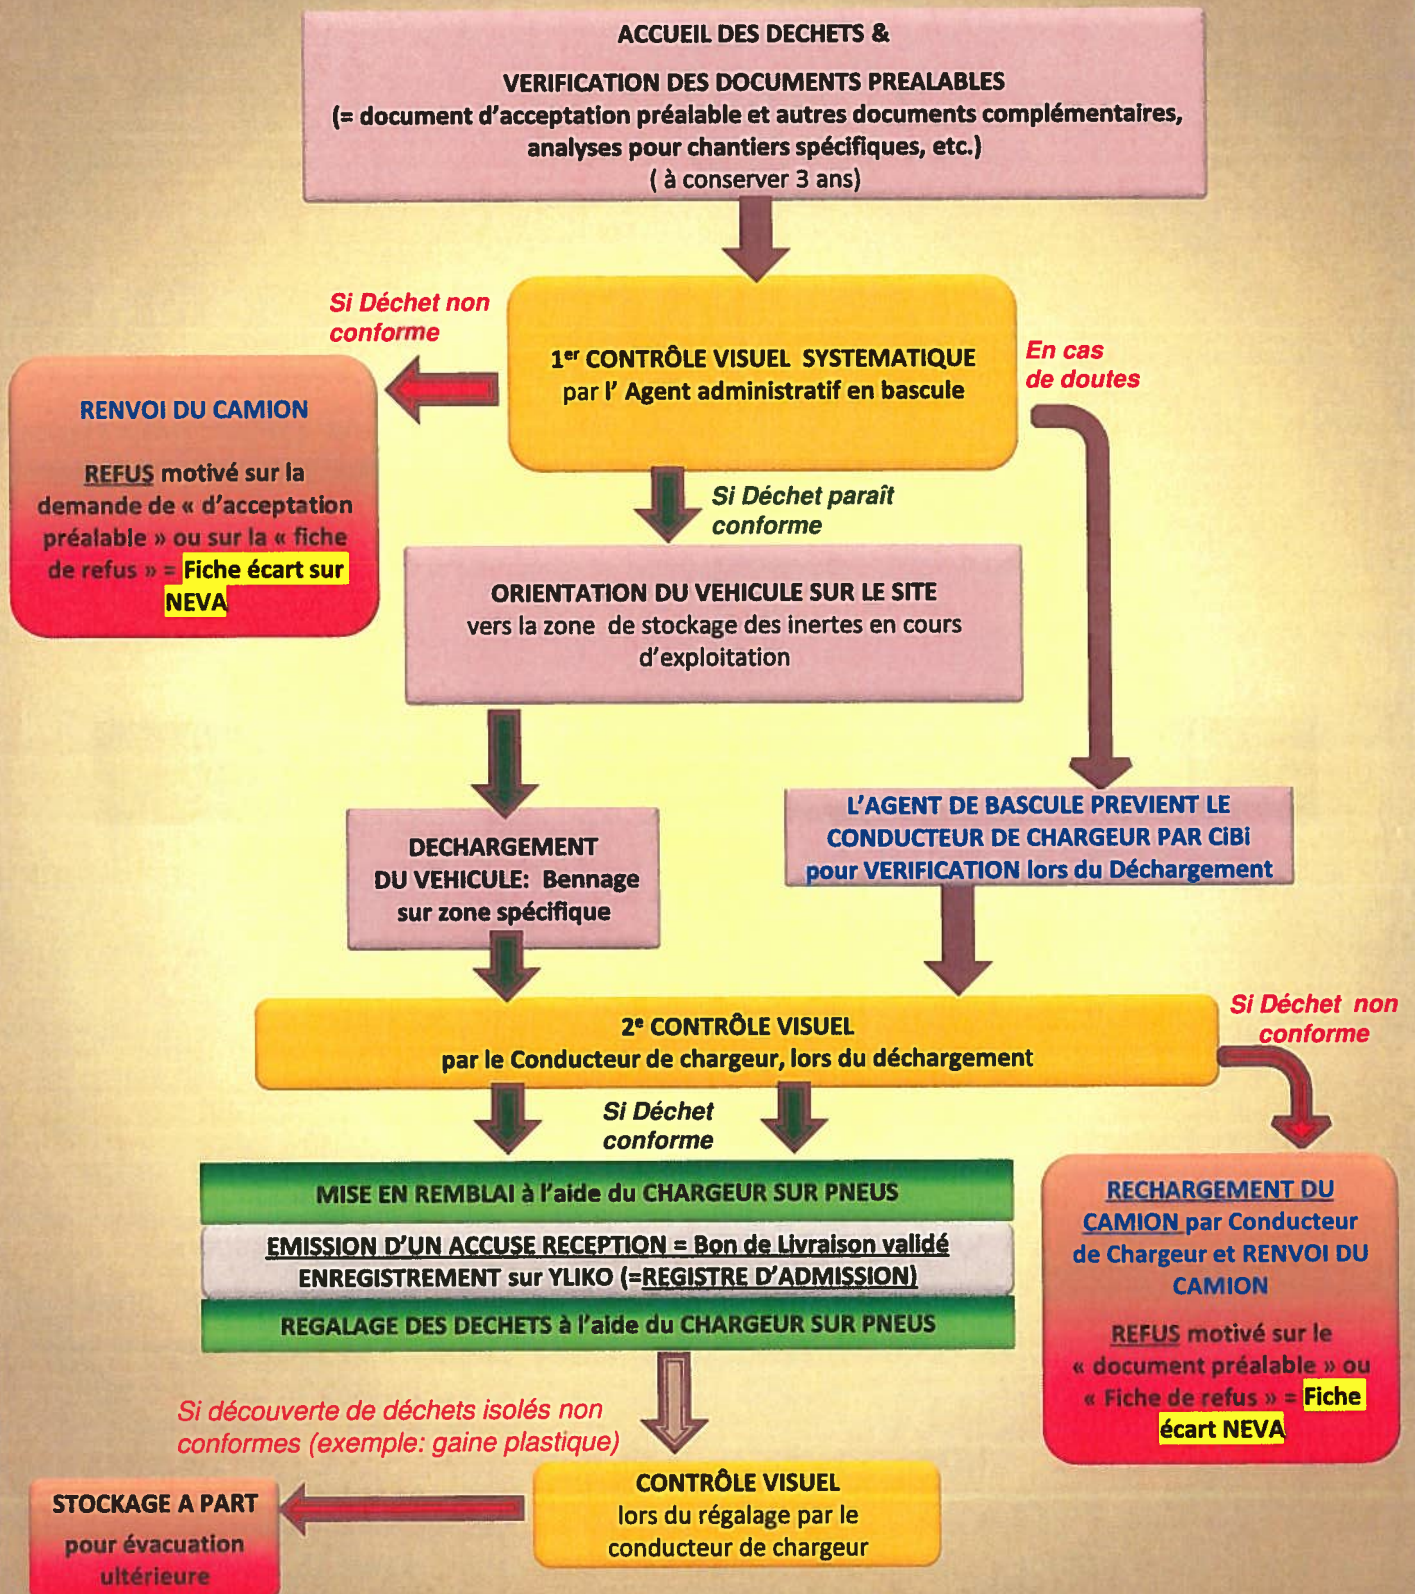 ACCUEIL DES DECHETS &
VERIFICATION DES DOCUMENTS PREALABLES
(= document d'acceptation préalable et autres documents complémentaires,
analyses pour chantiers spécifiques, etc.)
( à conserver 3 ans)
Si Déchet non
conforme
1er CONTRÔLE VISUEL SYSTEMATIQUE
par l' Agent administratif en bascule
En cas
de doutes
RENVOI DU CAMION
REFUS motivé sur la
demande de « d'acceptation
préalable » ou sur la « fiche
de refus » = Fiche écart sur
NEVA
Si Déchet paraît
conforme
ORIENTATION DU VEHICULE SUR LE SITE
vers la zone de stockage des inertes en cours
d'exploitation
DECHARGEMENT
DU VEHICULE: Bennage
sur zone spécifique
L'AGENT DE BASCULE PREVIENT LE
CONDUCTEUR DE CHARGEUR PAR CiBi
pour VERIFICATION lors du Déchargement
2e CONTRÔLE VISUEL
par le Conducteur de chargeur, lors du déchargement
Si Déchet non
conforme
Si Déchet
conforme
MISE EN REMBLAI à l'aide du CHARGEUR SUR PNEUS
EMISSION D'UN ACCUSE RECEPTION = Bon de Livraison validé
ENREGISTREMENT sur YLIKO (=REGISTRE D'ADMISSION)
REGALAGE DES DECHETS à l'aide du CHARGEUR SUR PNEUS
RECHARGEMENT DU
CAMION par Conducteur
de Chargeur et RENVOI DU
CAMION
REFUS motivé sur le
« document préalable » ou
« Fiche de refus » = Fiche
écart NEVA
Si découverte de déchets isolés non
conformes (exemple: gaine plastique)
CONTRÔLE VISUEL
lors du régalage par le
conducteur de chargeur
STOCKAGE A PART
pour évacuation
ultérieure